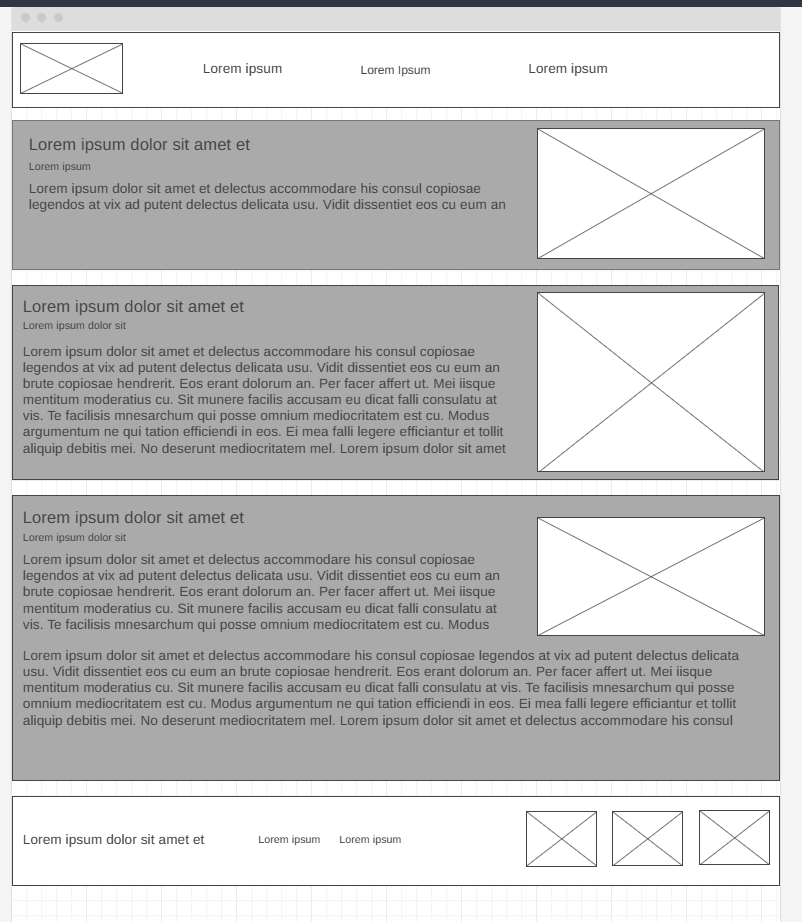 Lorem ipsum
Lorem Ipsum
Lorem ipsum
Lorem ipsum dolor sit amet et
Lorem ipsum
Lorem ipsum dolor sit amet et delectus accommodare his consul copiosae
legendos at vix ad putent delectus delicata usu. Vidit dissentiet eos cu eum an
Lorem ipsum dolor sit amet et
Lorem ipsum dolor sit
Lorem ipsum dolor sit amet et delectus accommodare his consul copiosae
legendos at vix ad putent delectus delicata usu. Vidit dissentiet eos cu eum an
brute copiosae hendrerit. Eos erant dolorum an. Per facer affert ut. Mei iisque
mentitum moderatius cu. Sit munere facilis accusam eu dicat falli consulatu at
vis. Te facilisis mnesarchum qui posse omnium mediocritatem est cu. Modus
argumentum ne qui tation efficiendi in eos. Ei mea falli legere efficiantur et tollit
aliquip debitis mei. No deserunt mediocritatem mel. Lorem ipsum dolor sit amet
Lorem ipsum dolor sit amet et
Lorem ipsum dolor sit
Lorem ipsum dolor sit amet et delectus accommodare his consul copiosae
legendos at vix ad putent delectus delicata usu. Vidit dissentiet eos cu eum an
brute copiosae hendrerit. Eos erant dolorum an. Per facer affert ut. Mei iisque
mentitum moderatius cu. Sit munere facilis accusam eu dicat falli consulatu at
vis. Te facilisis mnesarchum qui posse omnium mediocritatem est cu. Modus
Lorem ipsum dolor sit amet et delectus accommodare his consul copiosae legendos at vix ad putent delectus delicata
usu. Vidit dissentiet eos cu eum an brute copiosae hendrerit. Eos erant dolorum an. Per facer affert ut. Mei iisque
mentitum moderatius cu. Sit munere facilis accusam eu dicat falli consulatu at vis. Te facilisis mnesarchum qui posse
omnium mediocritatem est cu. Modus argumentum ne qui tation efficiendi in eos. Ei mea falli legere efficiantur et tollit
aliquip debitis mei. No deserunt mediocritatem mel. Lorem ipsum dolor sit amet et delectus accommodare his consul
Lorem ipsum dolor sit amet et
Lorem ipsum
Lorem ipsum